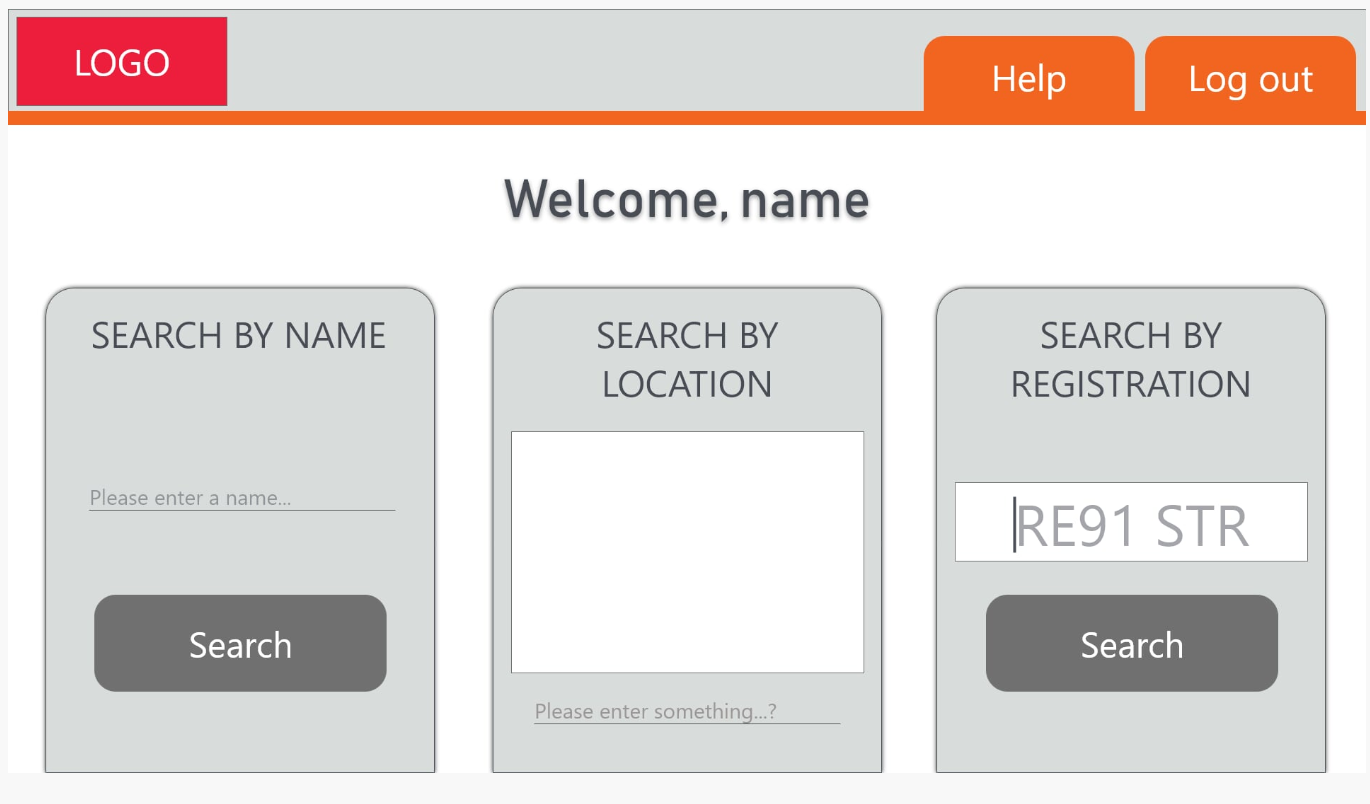 LOGO
Help
Log out
Welcome, name
SEARCH BY NAME
Please enter a name...
Search
SEARCH BY
LOCATION
Please enter something...?
SEARCH BY
REGISTRATION
RE91 STR
Search